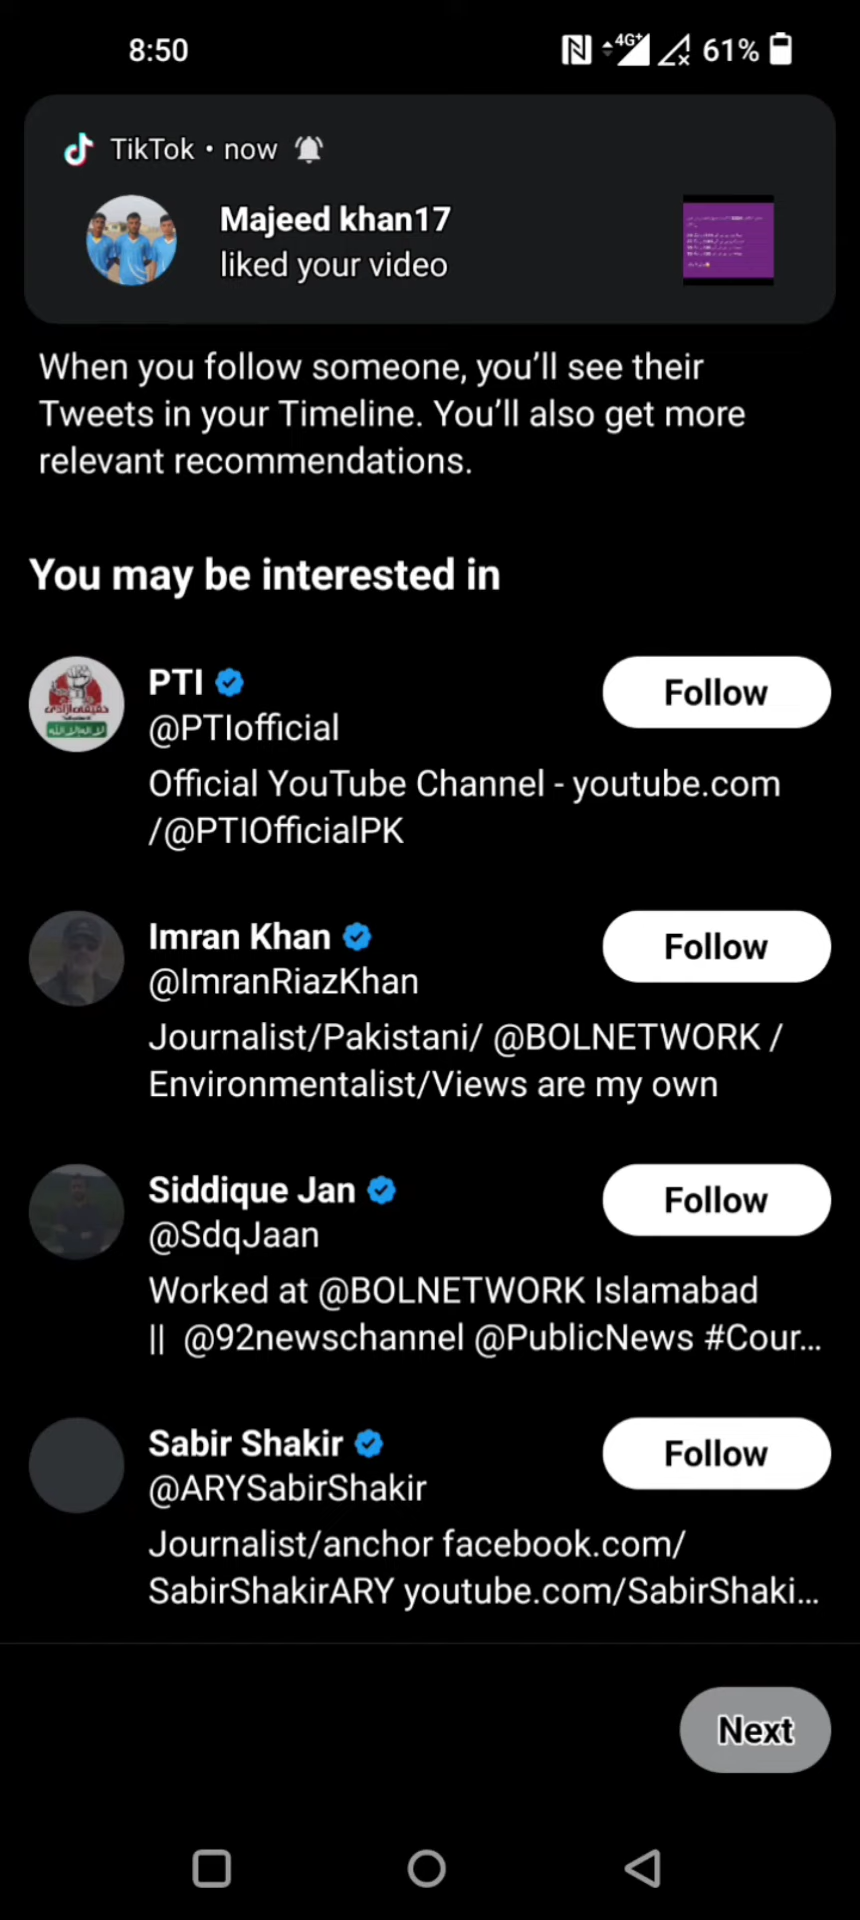 8:50
4G+
61%
TikTok • now
Majeed khan17
liked your video
When you follow someone, you’ll see their
Tweets in your Timeline. You’ll also get more
relevant recommendations.
You may be interested in
PTI
Follow
@PTIofficial
Official YouTube Channel - youtube.com
/@PTIOfficialPK
Imran Khan
Follow
@ImranRiazKhan
Journalist/Pakistani/ @BOLNETWORK /
Environmentalist/Views are my own
Siddique Jan
Follow
@SdqJaan
Worked at @BOLNETWORK Islamabad
|| @92newschannel @PublicNews #Cour...
Sabir Shakir
Follow
@ARYSabirShakir
Journalist/anchor facebook.com/
SabirShakirARY youtube.com/SabirShaki...
Next